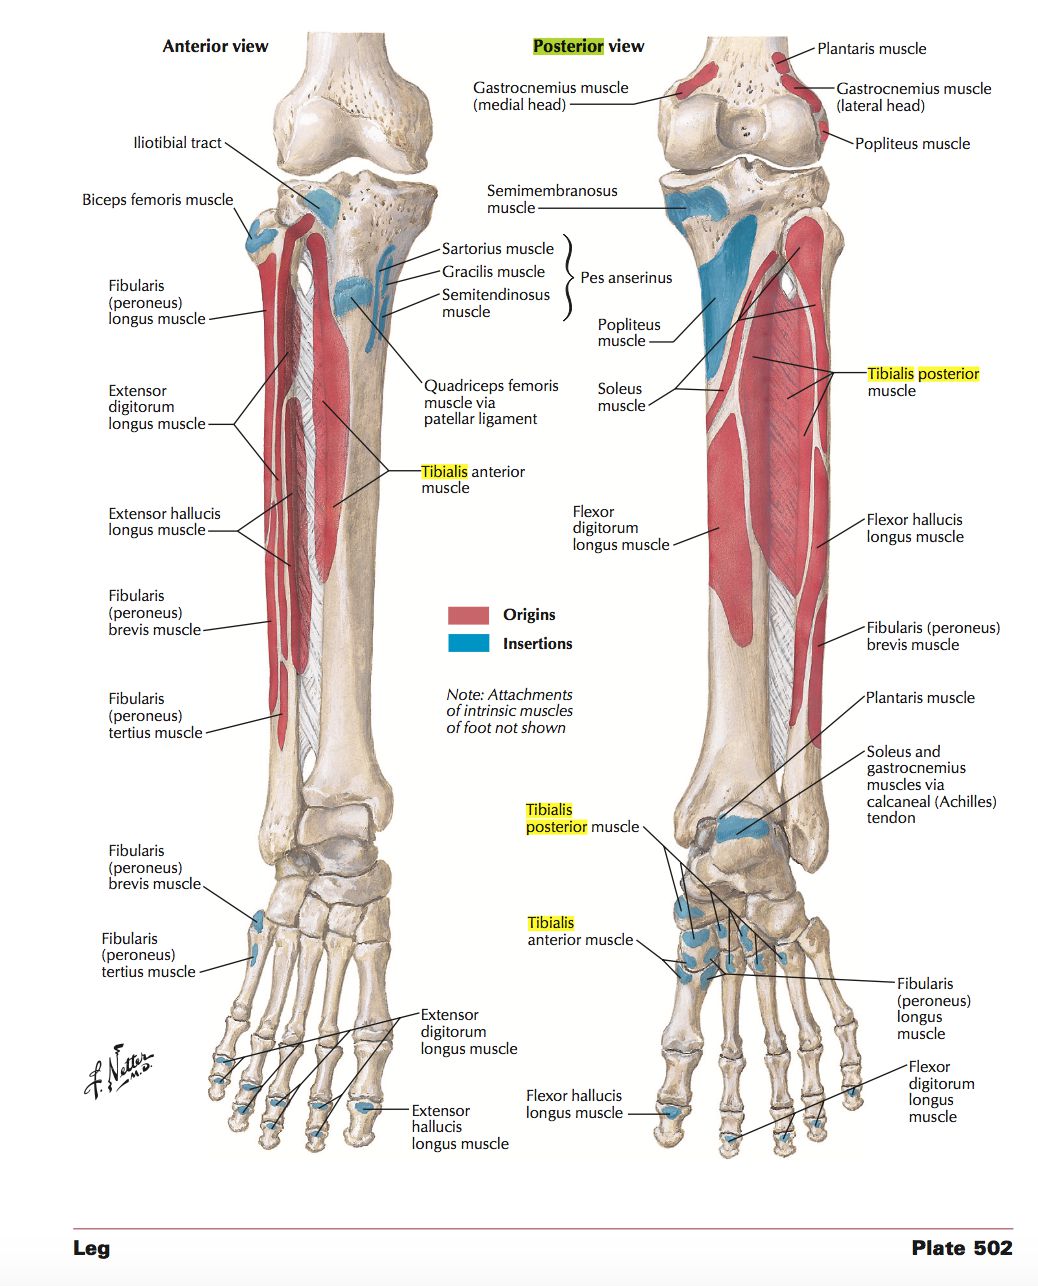 Anterior view
Iliotibial tract
Biceps femoris muscle
Fibularis
(peroneus)
longus muscle
Extensor
digitorum
longus muscle
Extensor hallucis
longus muscle
Fibularis
(peroneus)
brevis muscle
Fibularis
(peroneus)
tertius muscle
Fibularis
(peroneus)
brevis muscle
Fibularis
(peroneus)
tertius muscle
Sartorius muscle
Gracilis muscle
Semitendinosus
muscle
Pes anserinus
Quadriceps femoris
muscle via
patellar ligament
Tibialis anterior
muscle
Origins
Insertions
Note: Attachments
of intrinsic muscles
of foot not shown
Extensor
digitorum
longus muscle
Extensor
hallucis
longus muscle
F. Netter
M.D.
Posterior view
Gastrocnemius muscle
(medial head)
Semimembranosus
muscle
Popliteus
muscle
Soleus
muscle
Flexor
digitorum
longus muscle
Tibialis
posterior muscle
Tibialis
anterior muscle
Flexor hallucis
longus muscle
Plantaris muscle
Gastrocnemius muscle
(lateral head)
Popliteus muscle
Tibialis posterior
muscle
Flexor hallucis
longus muscle
Fibularis (peroneus)
brevis muscle
Plantaris muscle
Soleus and
gastrocnemius
muscles via
calcaneal (Achilles)
tendon
Fibularis
(peroneus)
longus
muscle
Flexor
digitorum
longus
muscle
Leg
Plate 502